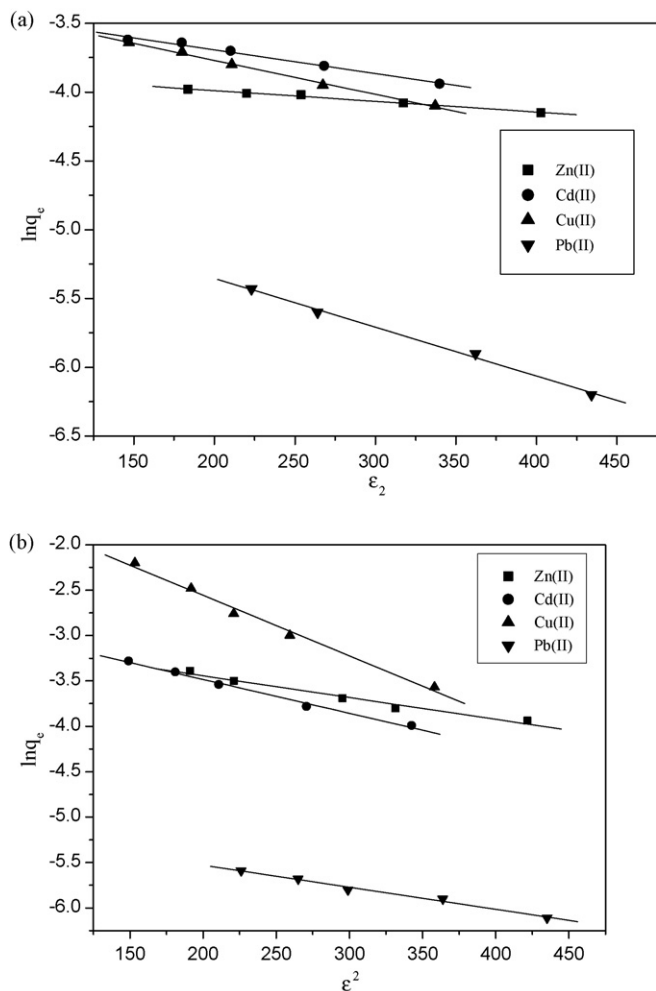 (a)
-3.5
-4.0
-4.5
-5.0
-5.5
-6.0
-6.5
lnqe
Zn(II)
Cd(II)
Cu(II)
Pb(II)
150 200 250 300 350 400 450
ε2
(b)
-2.0
-2.5
-3.0
-3.5
-4.0
-4.5
-5.0
-5.5
-6.0
lnqe
Zn(II)
Cd(II)
Cu(II)
Pb(II)
150 200 250 300 350 400 450
ε²